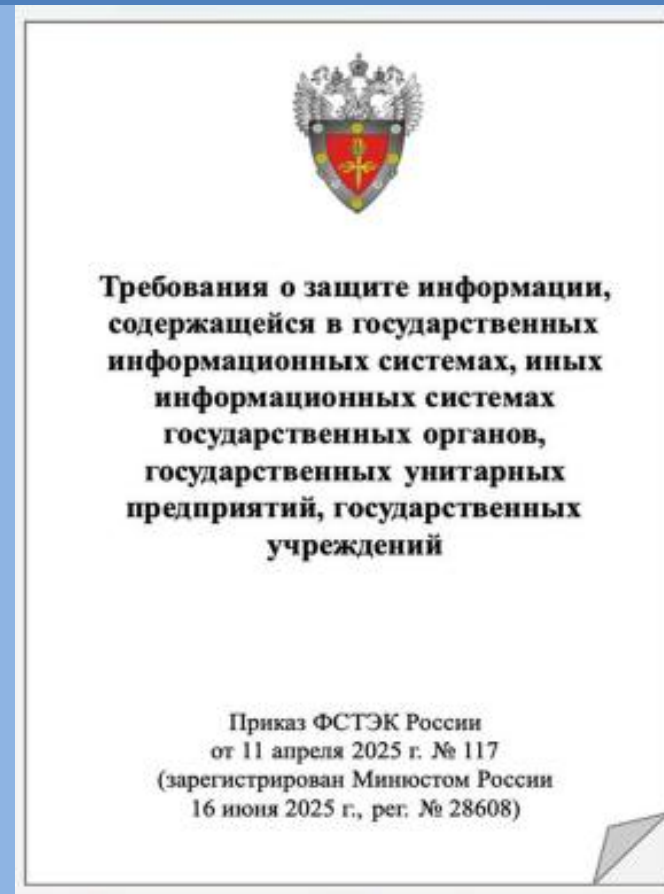 Требования о защите информации,
содержащейся в государственных
информационных системах, иных
информационных системах
государственных органов,
государственных унитарных
предприятий, государственных
учреждений
Приказ ФСТЭК России
от 11 апреля 2025 г. № 117
(зарегистрирован Минюстом России
16 июня 2025 г., рег. № 28608)